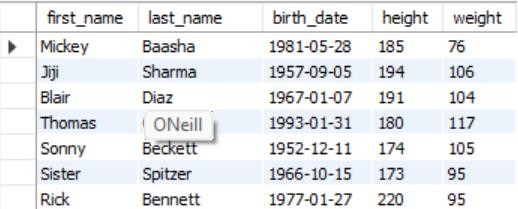 first_name last_name birth_date height weight
Mickey Baasha 1981-05-28 185 76
Jiji Sharma 1957-09-05 194 106
Blair Diaz 1967-01-07 191 104
Thomas ONeill 1993-01-31 180 117
Sonny Beckett 1952-12-11 174 105
Sister Spitzer 1966-10-15 173 95
Rick Bennett 1977-01-27 220 95